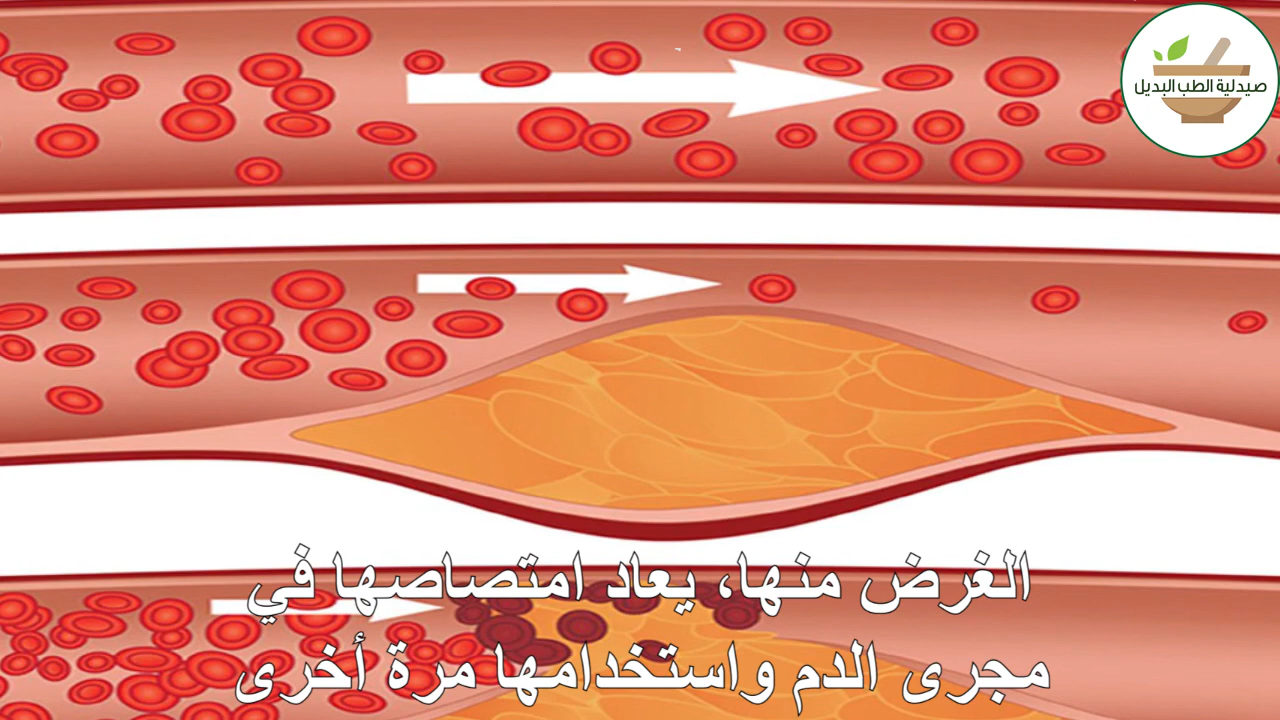 صيدلية الطب البديل
الغرض منها، يعاد امتصاصها في
مجرى الدم واستخدامها مرة أخرى